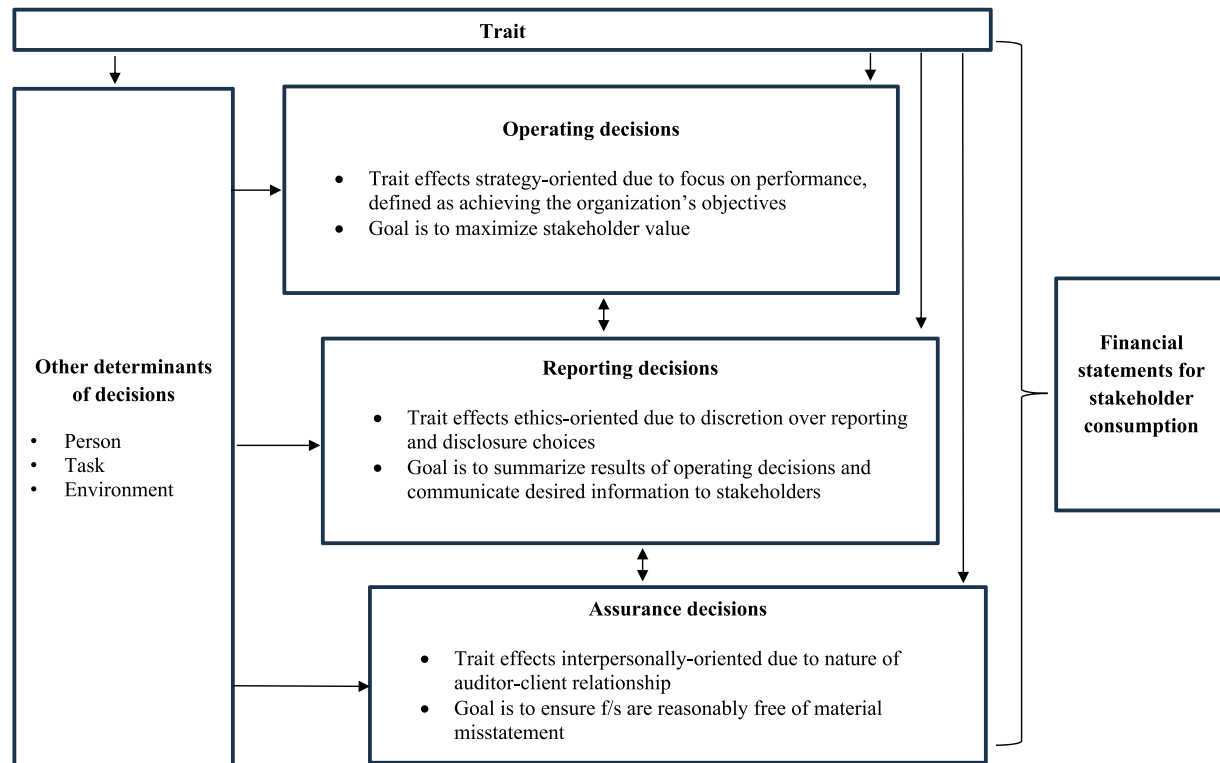 Trait
Operating decisions
• Trait effects strategy-oriented due to focus on performance,
defined as achieving the organization’s objectives
• Goal is to maximize stakeholder value
Other determinants
of decisions
• Person
• Task
• Environment
Reporting decisions
• Trait effects ethics-oriented due to discretion over reporting
and disclosure choices
• Goal is to summarize results of operating decisions and
communicate desired information to stakeholders
Assurance decisions
• Trait effects interpersonally-oriented due to nature of
auditor-client relationship
• Goal is to ensure f/s are reasonably free of material
misstatement
Financial
statements for
stakeholder
consumption